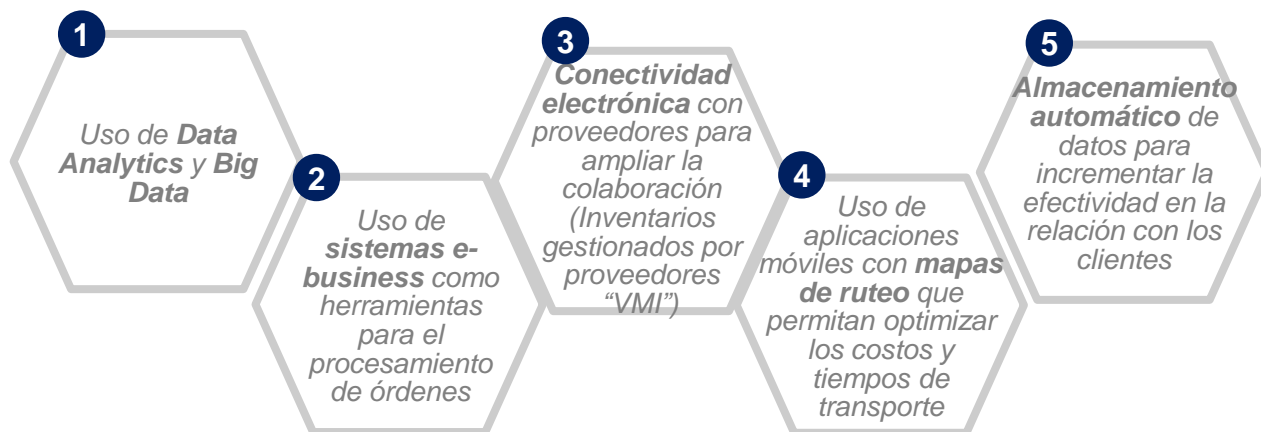 1
Uso de Data
Analytics y Big
Data
2
Uso de
sistemas e-
business como
herramientas
para el
procesamiento
de órdenes
3
Conectividad
electrónica con
proveedores para
ampliar la
colaboración
(Inventarios
gestionados por
proveedores
“VMI”)
4
Uso de
aplicaciones
móviles con mapas
de ruteo que
permitan optimizar
los costos y
tiempos de
transporte
5
Almacenamiento
automático de
datos para
incrementar la
efectividad en la
relación con los
clientes